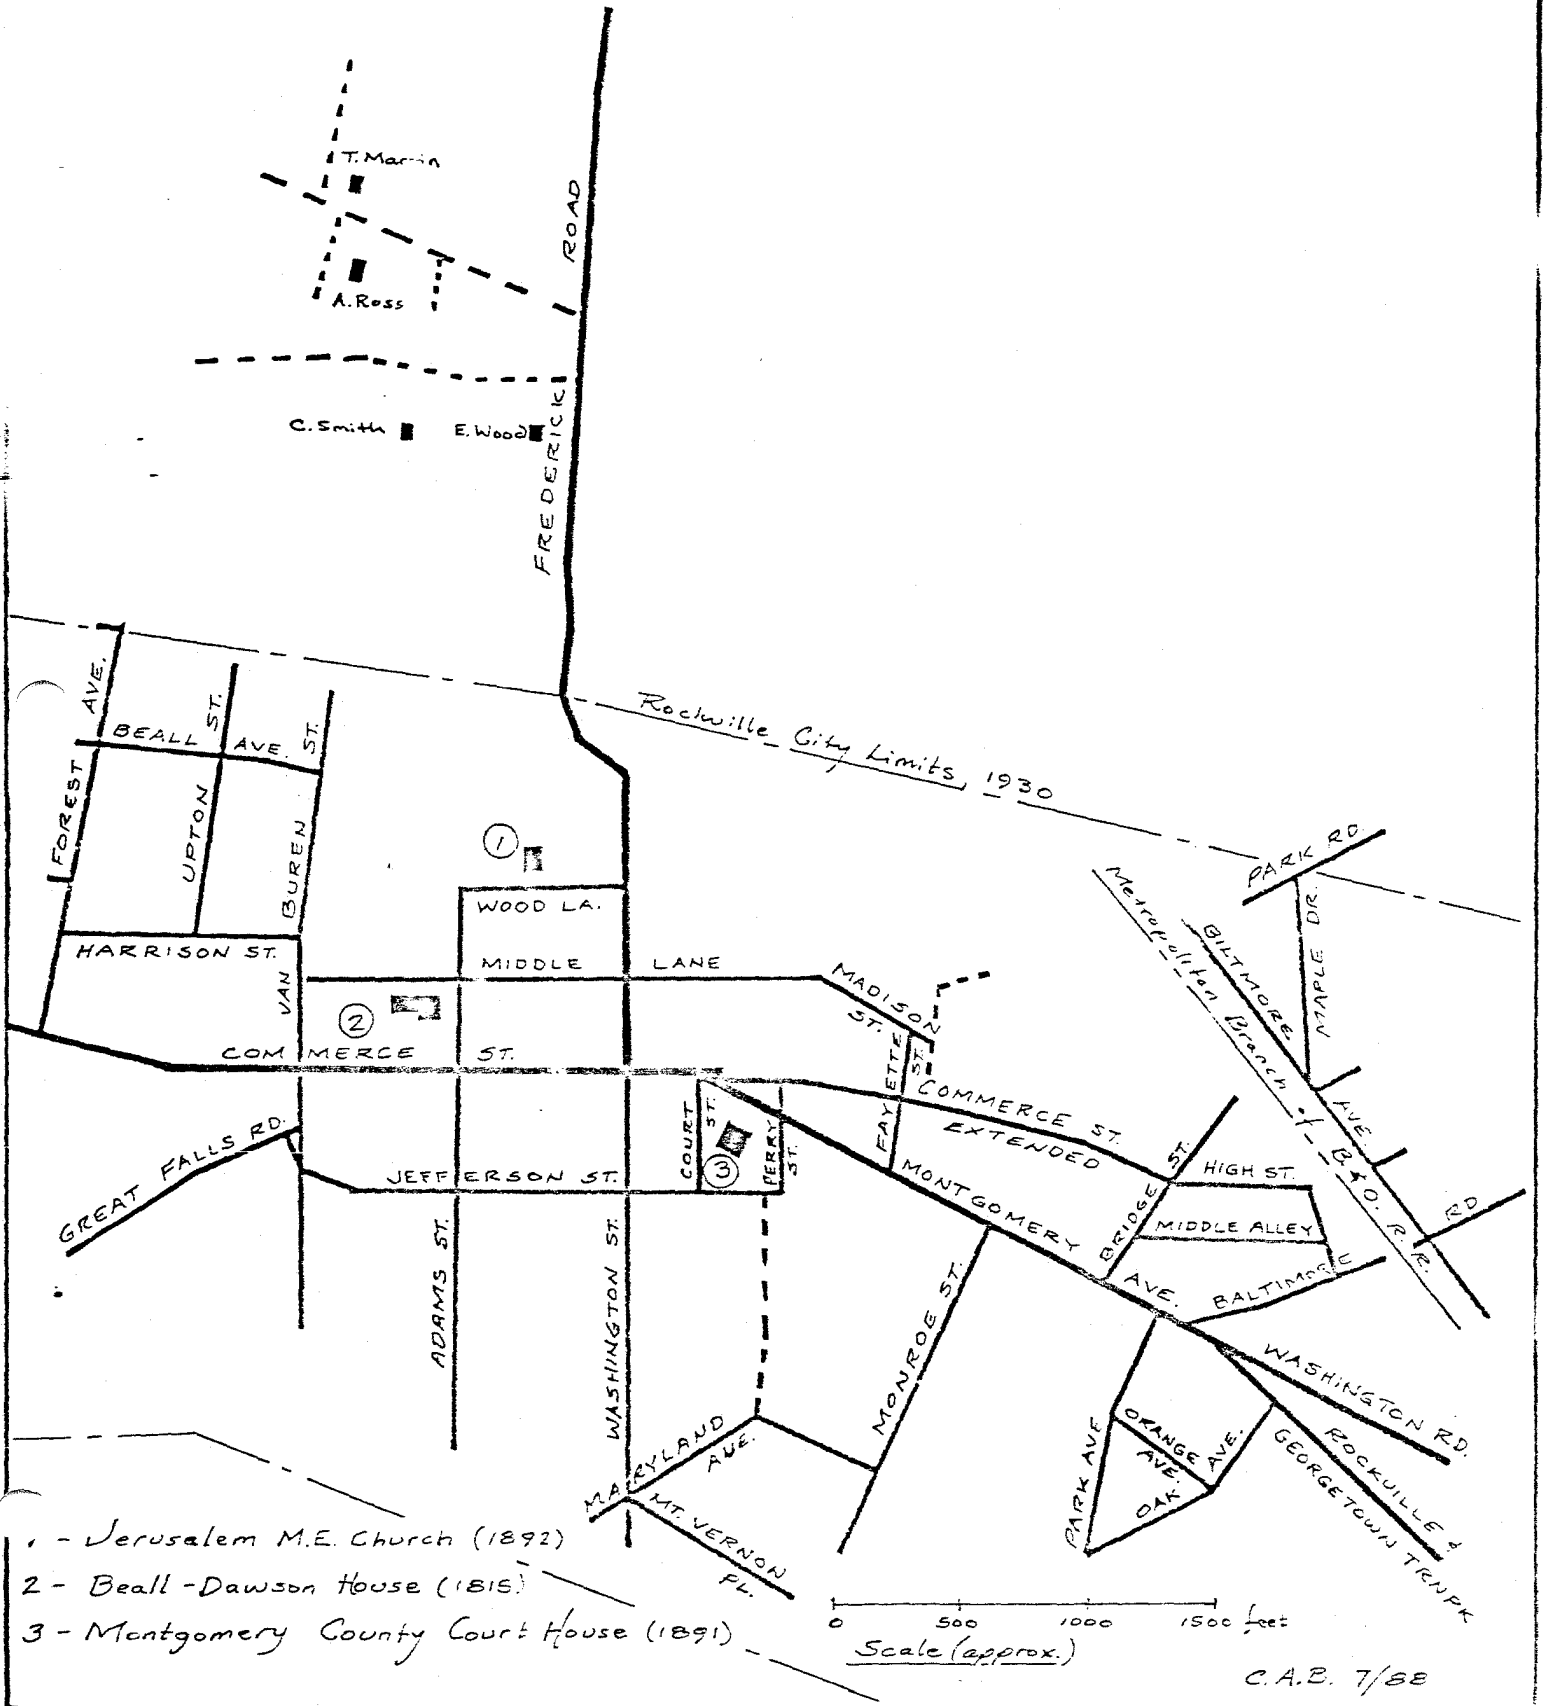 T. Martin
A. Ross
C. Smith
E. Wood
FREDERICK ROAD
Rockville City Limits, 1930
FOREST AVE.
BEALL AVE.
UPTON ST.
VAN BUREN ST.
HARRISON ST.
1
WOOD LA.
MIDDLE LANE
2
COMMERCE ST.
MADISON ST.
FAYETTE ST.
PARK RD.
MAPLE DR.
BILTMORE AVE.
Metropolitan Branch of B&O. R.R.
COMMERCE ST. EXTENDED
GREAT FALLS RD.
JEFFERSON ST.
COURT ST.
3
PERRY ST.
MONTGOMERY AVE.
BRIDGE ST.
HIGH ST.
MIDDLE ALLEY
BALTIMORE RD
ADAMS ST.
WASHINGTON ST.
MONROE ST.
MARYLAND AVE.
MT. VERNON PL.
PARK AVE
ORANGE AVE.
OAK AVE.
WASHINGTON RD.
ROCKVILLE & GEORGETOWN TRNPK
1 - Jerusalem M.E. Church (1892)
2 - Beall-Dawson House (1815)
3 - Montgomery County Court House (1891)
0 500 1000 1500 feet
Scale (approx.)
C.A.B. 7/88